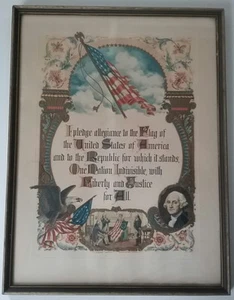 I pledge allegiance to the Flag of
the United States of America
and to the Republic for which it stands,
One Nation Indivisible, with
Liberty and Justice
for All.